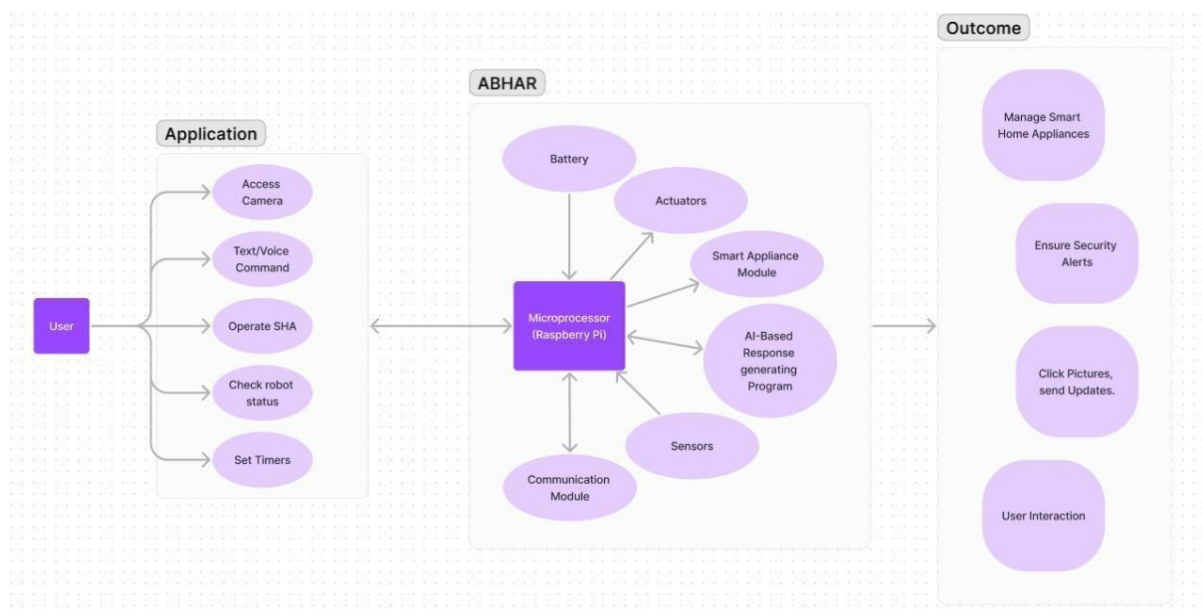 Outcome
ABHAR
Application
User
Access
Camera
Text/Voice
Command
Operate SHA
Check robot
status
Set Timers
Battery
Actuators
Smart Appliance
Module
Microprocessor
(Raspberry Pi)
AI-Based
Response
generating
Program
Sensors
Communication
Module
Manage Smart
Home Appliances
Ensure Security
Alerts
Click Pictures,
send Updates.
User Interaction